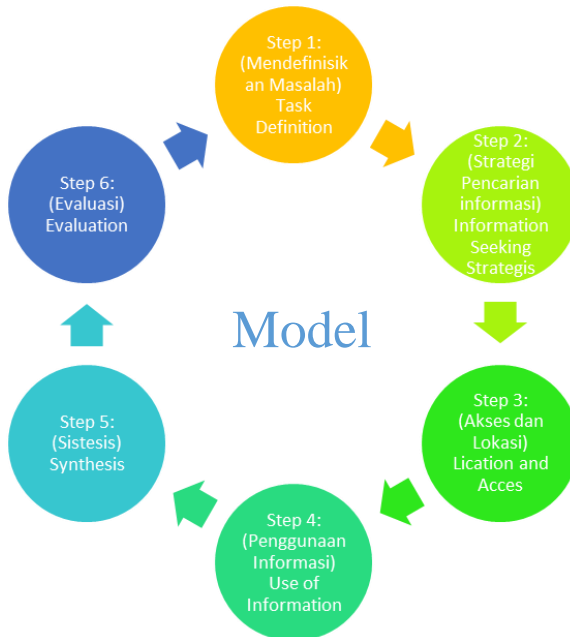 Step 1:
(Mendefinisik
an Masalah)
Task
Definition
Step 2:
(Strategi
Pencarian
informasi)
Information
Seeking
Strategis
Step 3:
(Akses dan
Lokasi)
Lication and
Acces
Step 4:
(Penggunaan
Informasi)
Use of
Information
Step 5:
(Sistesis)
Synthesis
Step 6:
(Evaluasi)
Evaluation
Model